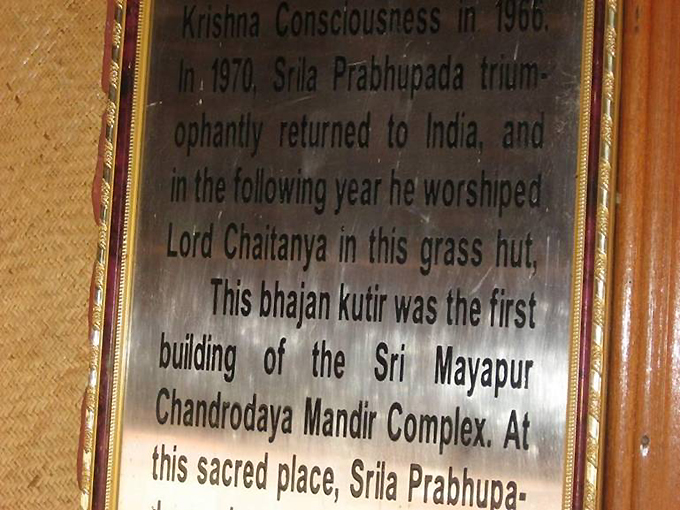 Krishna Consciousness in 1966.
In 1970, Srila Prabhupada trium-
ophantly returned to India, and
in the following year he worshiped
Lord Chaitanya in this grass hut,
This bhajan kutir was the first
building of the Sri Mayapur
Chandrodaya Mandir Complex. At
this sacred place, Srila Prabhupa-